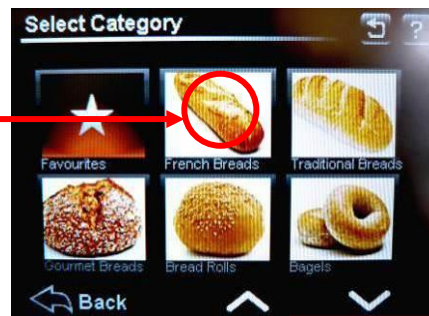 Select Category
?
Favourites French Breads Traditional Breads
Gourmet Breads Bread Rolls Bagels
Back